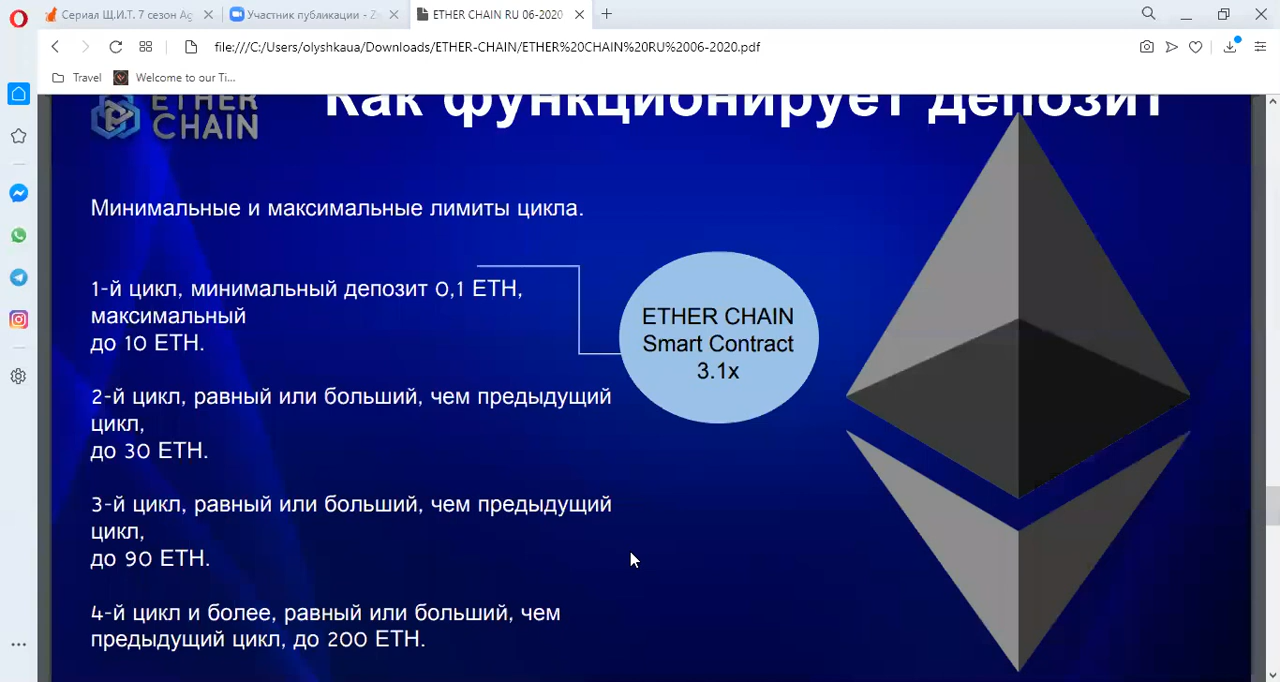 Сериал Щ.И.Т. 7 сезон Ag
Участник публикации - Z
ETHER CHAIN RU 06-2020
file:///C:/Users/olyshkaua/Downloads/ETHER-CHAIN/ETHER%20CHAIN%20RU%2006-2020.pdf
Travel
Welcome to our Ti...
ETHER
CHAIN
Как функционирует депозит
Минимальные и максимальные лимиты цикла.
1-й цикл, минимальный депозит 0,1 ETH,
максимальный
до 10 ETH.
2-й цикл, равный или больший, чем предыдущий
цикл,
до 30 ETH.
3-й цикл, равный или больший, чем предыдущий
цикл,
до 90 ETH.
4-й цикл и более, равный или больший, чем
предыдущий цикл, до 200 ETH.
ETHER CHAIN
Smart Contract
3.1x